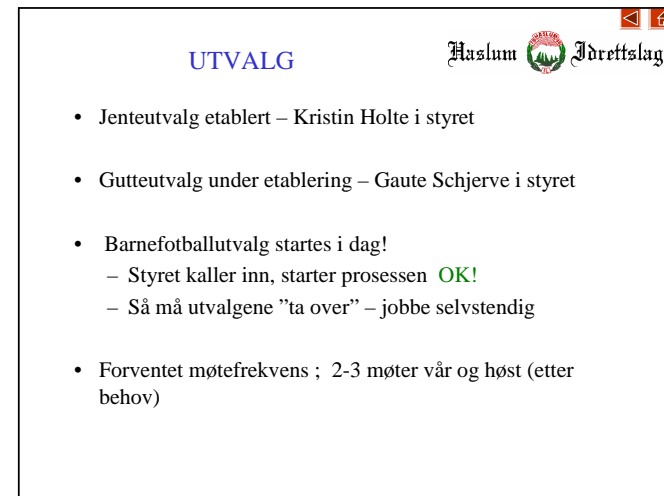 UTVALG
Haslum Idrettslag
• Jenteutvalg etablert – Kristin Holte i styret
• Gutteutvalg under etablering – Gaute Schjerve i styret
• Barnefotballutvalg startes i dag!
– Styret kaller inn, starter prosessen OK!
– Så må utvalgene ”ta over” – jobbe selvstendig
• Forventet møtefrekvens ; 2-3 møter vår og høst (etter
behov)